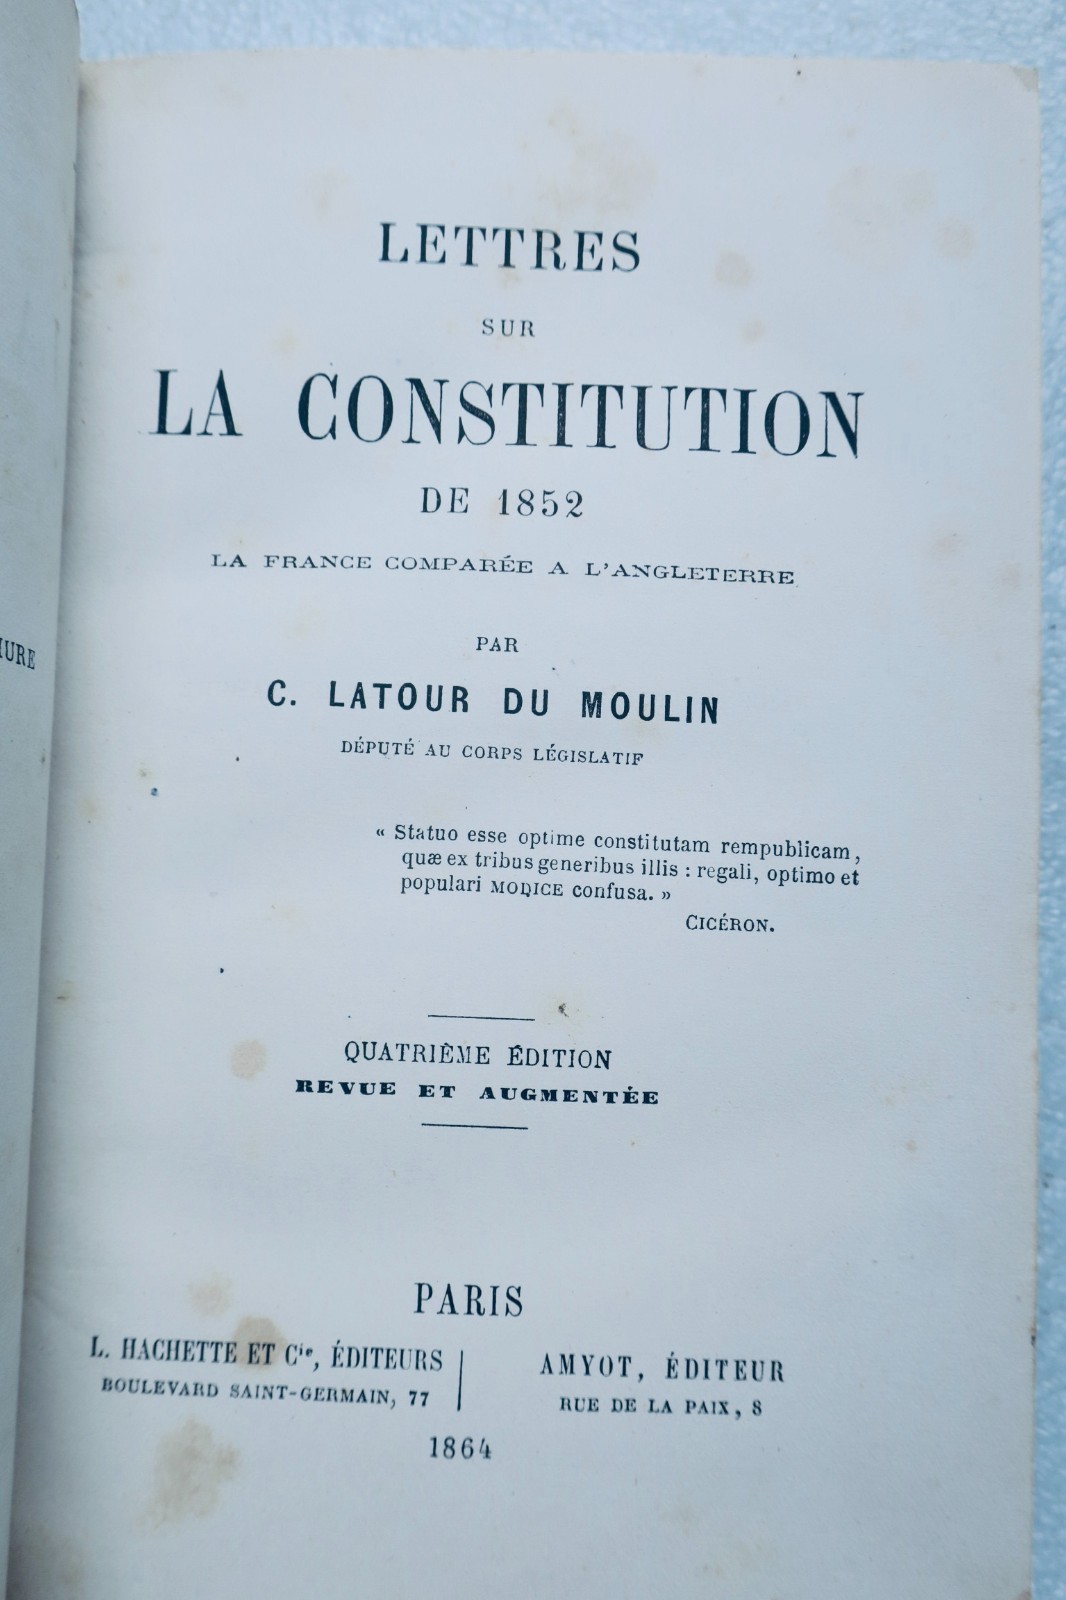 LETTRES
SUR
LA CONSTITUTION
DE 1852
LA FRANCE COMPARÉE A L'ANGLETERRE
PAR
C. LATOUR DU MOULIN
DÉPUTÉ AU CORPS LÉGISLATIF
« Statuo esse optime constitutam rempublicam,
quæ ex tribus generibus illis : regali, optimo et
populari MODICE confusa. »
CICÉRON.
QUATRIÈME ÉDITION
REVUE ET AUGMENTÉE
PARIS
L. HACHETTE ET Cie, ÉDITEURS
BOULEVARD SAINT-GERMAIN, 77
AMYOT, ÉDITEUR
RUE DE LA PAIX, 8
1864